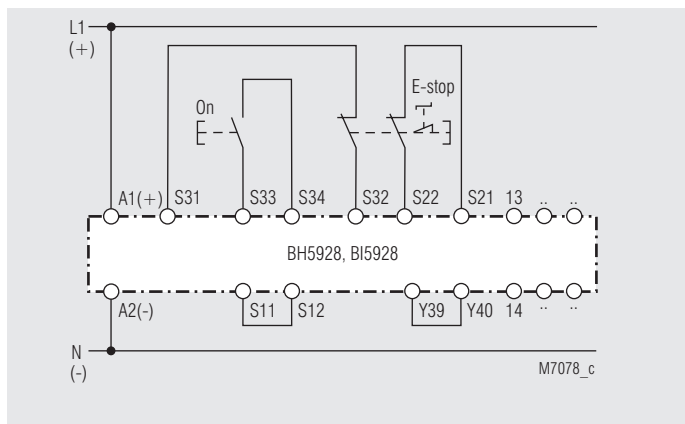 L1
(+)
E-stop
On
A1(+) S31 S33 S34 S32 S22 S21 13 .. ..
BH5928, BI5928
A2(-) S11 S12 Y39 Y40 14 .. ..
N
(-)
M7078_c